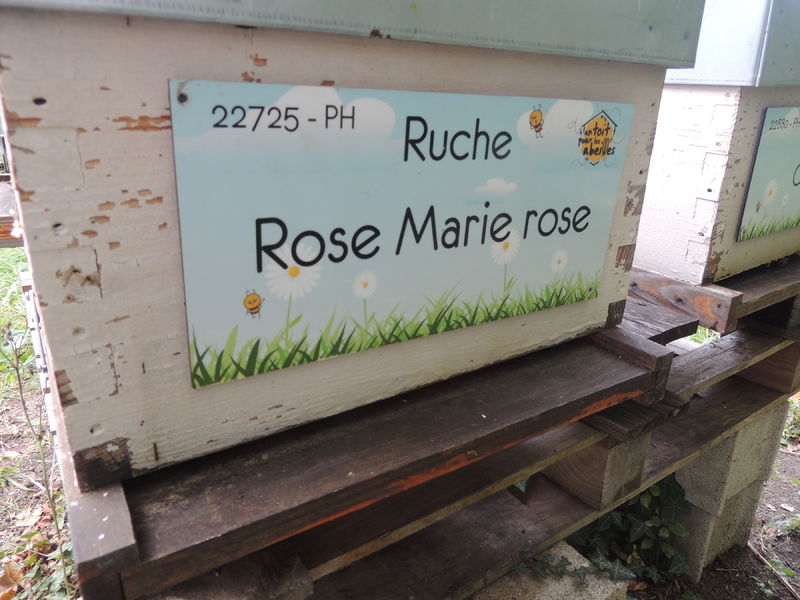 22725 - PH
Ruche
un toit
pour les
abeilles
Rose Marie rose